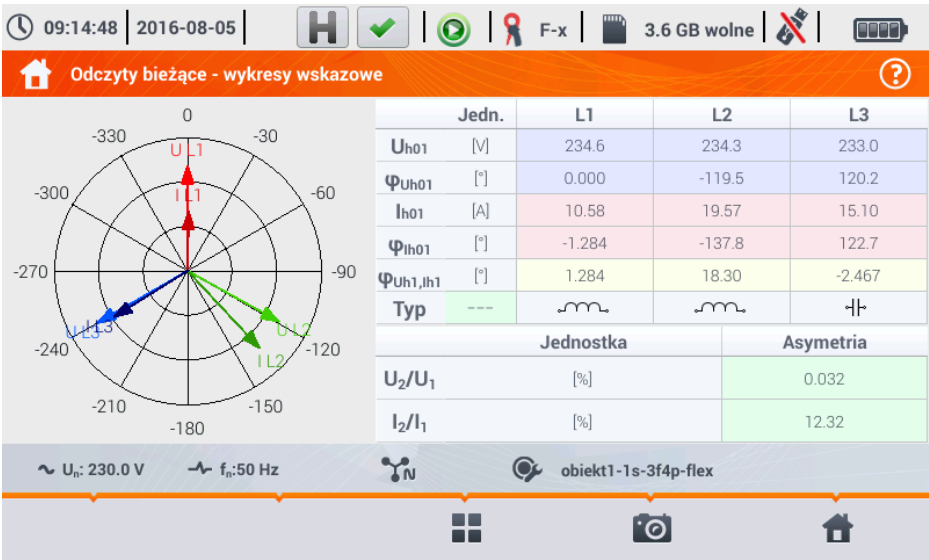 09:14:48 2016-08-05 H F-x 3.6 GB wolne
Odczyty bieżące - wykresy wskazowe ?
0
-330 -30
U L1
-300 I L1 -60
-270 -90
U L3 I L3 U L2
-240 I L2 -120
-210 -150
-180
Jedn. L1 L2 L3
Uh01 [V] 234.6 234.3 233.0
φUh01 [°] 0.000 -119.5 120.2
Ih01 [A] 10.58 19.57 15.10
φIh01 [°] -1.284 -137.8 122.7
φUh1,Ih1 [°] 1.284 18.30 -2.467
Typ ---
Jednostka Asymetria
U2/U1 [%] 0.032
I2/I1 [%] 12.32
Un: 230.0 V fn:50 Hz N obiekt1-1s-3f4p-flex